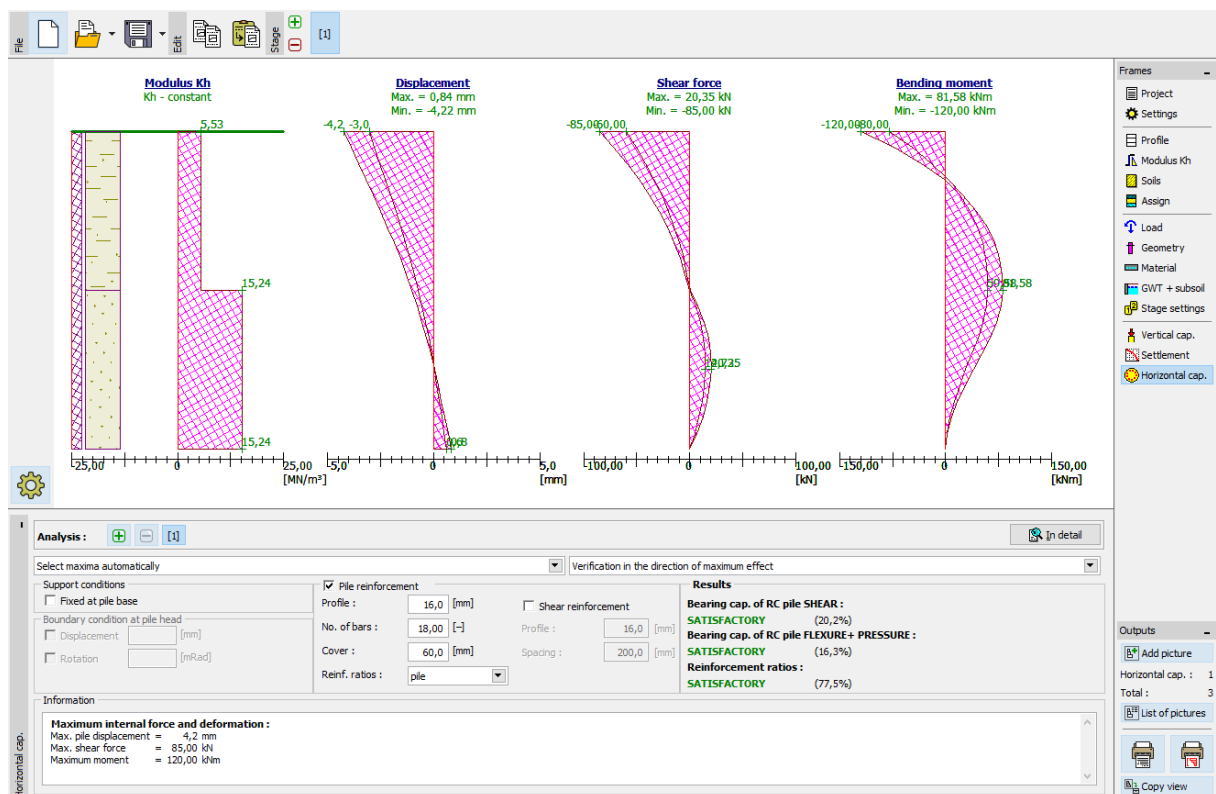 File
Edit
Stage
[1]
Modulus Kh
Kh - constant
5,53
15,24
15,24
-25,00
0
25,00
[MN/m³]
Displacement
Max. = 0,84 mm
Min. = -4,22 mm
-4,2 -3,0
-5,0
0
5,0
[mm]
Shear force
Max. = 20,35 kN
Min. = -85,00 kN
-85,00
60,00
20,35
-100,00
0
100,00
[kN]
Bending moment
Max. = 81,58 kNm
Min. = -120,00 kNm
-120,00
80,00
81,58
-150,00
0
150,00
[kNm]
Frames
Project
Settings
Profile
Modulus Kh
Soils
Assign
Load
Geometry
Material
GWT + subsoil
Stage settings
Vertical cap.
Settlement
Horizontal cap.
Analysis :
[1]
In detail
Select maxima automatically
Verification in the direction of maximum effect
Support conditions
Fixed at pile base
Boundary condition at pile head
Displacement
[mm]
Rotation
[mRad]
Pile reinforcement
Profile :
16,0 [mm]
No. of bars :
18,00 [–]
Cover :
60,0 [mm]
Reinf. ratios :
pile
Shear reinforcement
Profile :
16,0 [mm]
Spacing :
200,0 [mm]
Results
Bearing cap. of RC pile SHEAR :
SATISFACTORY (20,2%)
Bearing cap. of RC pile FLEXURE+ PRESSURE :
SATISFACTORY (16,3%)
Reinforcement ratios :
SATISFACTORY (77,5%)
Information
Maximum internal force and deformation :
Max. pile displacement = 4,2 mm
Max. shear force = 85,00 kN
Maximum moment = 120,00 kNm
Horizontal cap.
Outputs
Add picture
Horizontal cap. : 1
Total : 3
List of pictures
Copy view